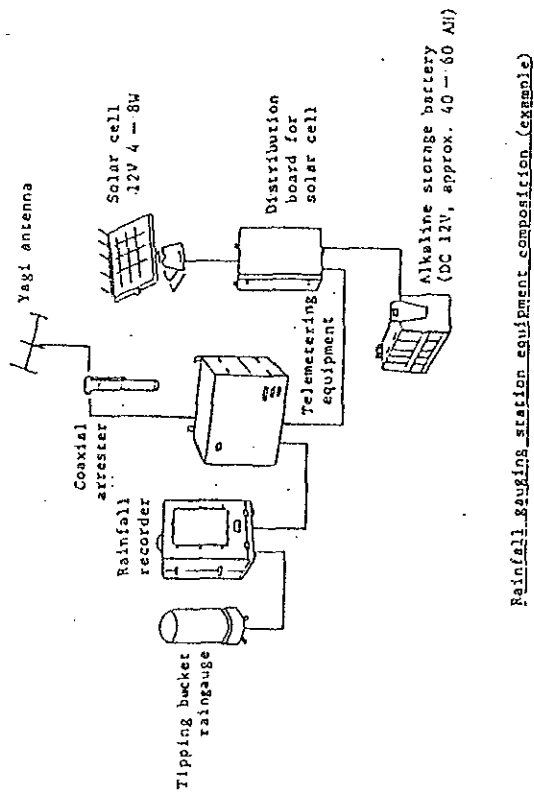 Yagi antenna
Coaxial
arrester
Solar cell
12V 4 – 8W
Rainfall
recorder
Tipping bucket
raingauge
Telemetering
equipment
Distribution
board for
solar cell
Alkaline storage battery
(DC 12V, approx. 40 – 60 AH)
Rainfall gauging station equipment composition (example)